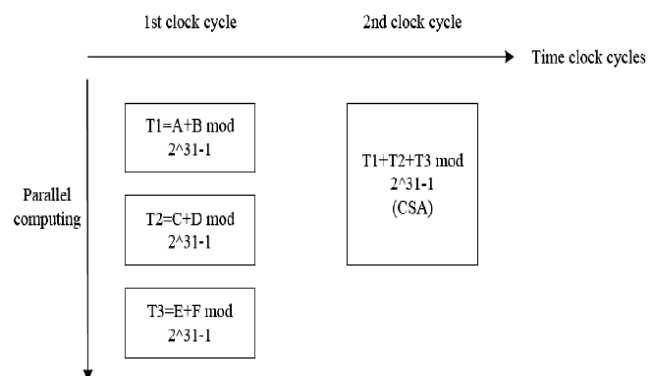 1st clock cycle
2nd clock cycle
Time clock cycles
T1=A+B mod
2^31-1
T1+T2+T3 mod
2^31-1
(CSA)
Parallel
computing
T2=C+D mod
2^31-1
T3=E+F mod
2^31-1